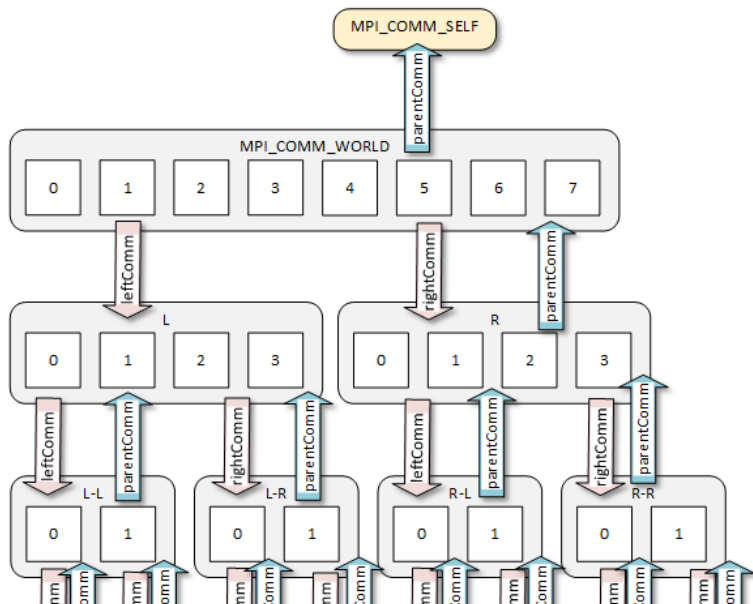 MPI_COMM_SELF
parentComm
MPI_COMM_WORLD
0 1 2 3 4 5 6 7
leftComm rightComm parentComm
L R
0 1 2 3 0 1 2 3
leftComm parentComm rightComm parentComm leftComm parentComm rightComm parentComm
L-L L-R R-L R-R
0 1 0 1 0 1 0 1